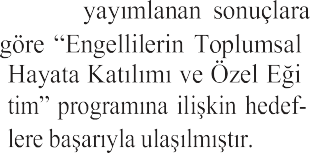 yayımlanan sonuçlara
göre “Engellilerin Toplumsal
Hayata Katılımı ve Özel Eği
tim” programına ilişkin hedef-
lere başarıyla ulaşılmıştır.